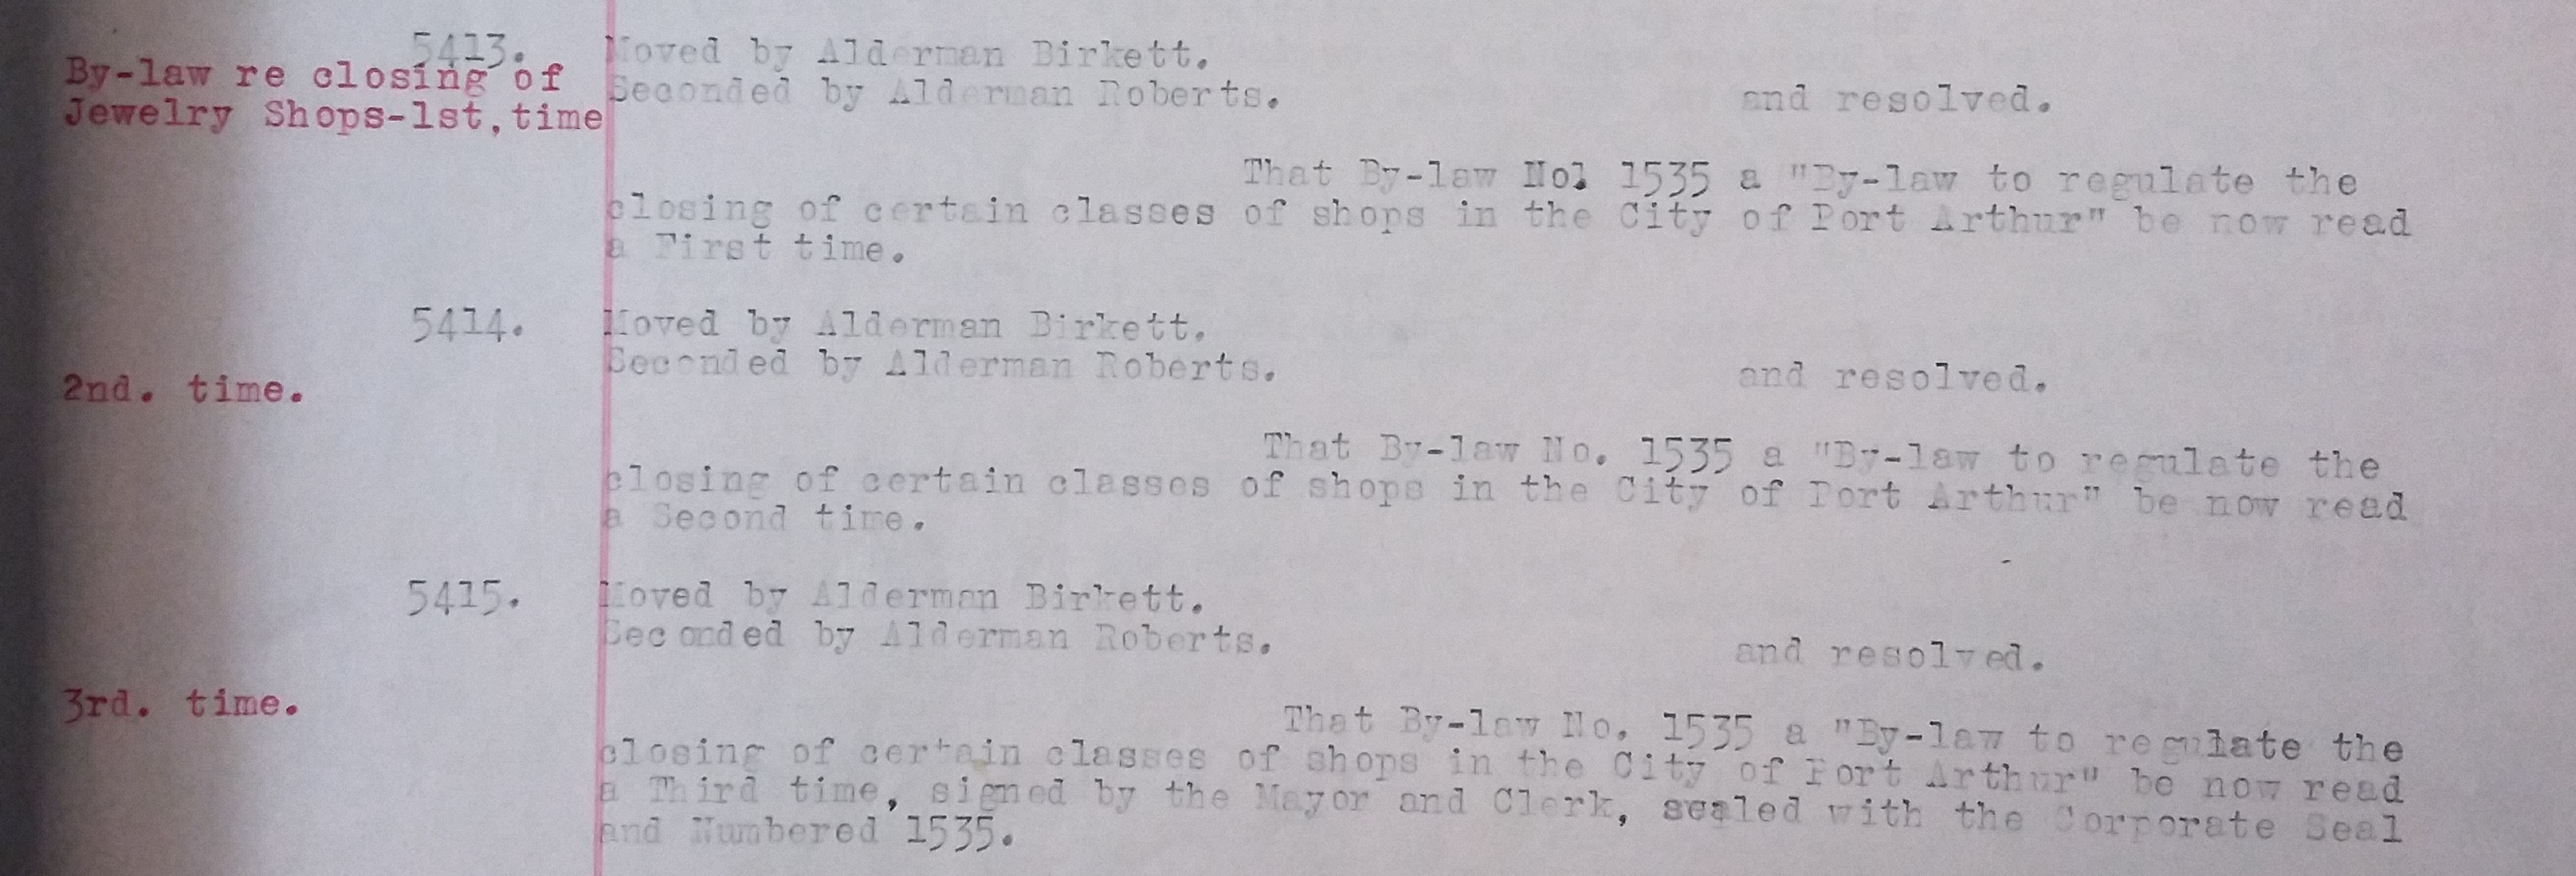 5413. Moved by Alderman Birkett.
By-law re closing of
Seconded by Alderman Roberts. and resolved.
Jewelry Shops-1st.time
That By-law No. 1535 a "By-law to regulate the
closing of certain classes of shops in the City of Port Arthur" be now read
a First time.
5414. Moved by Alderman Birkett.
Seconded by Alderman Roberts. and resolved.
2nd. time.
That By-law No. 1535 a "By-law to regulate the
closing of certain classes of shops in the City of Port Arthur" be now read
a Second time.
5415. Moved by Alderman Birkett.
Seconded by Alderman Roberts. and resolved.
3rd. time.
That By-law No. 1535 a "By-law to regulate the
closing of certain classes of shops in the City of Port Arthur" be now read
a Third time, signed by the Mayor and Clerk, sealed with the Corporate Seal
and Numbered 1535.